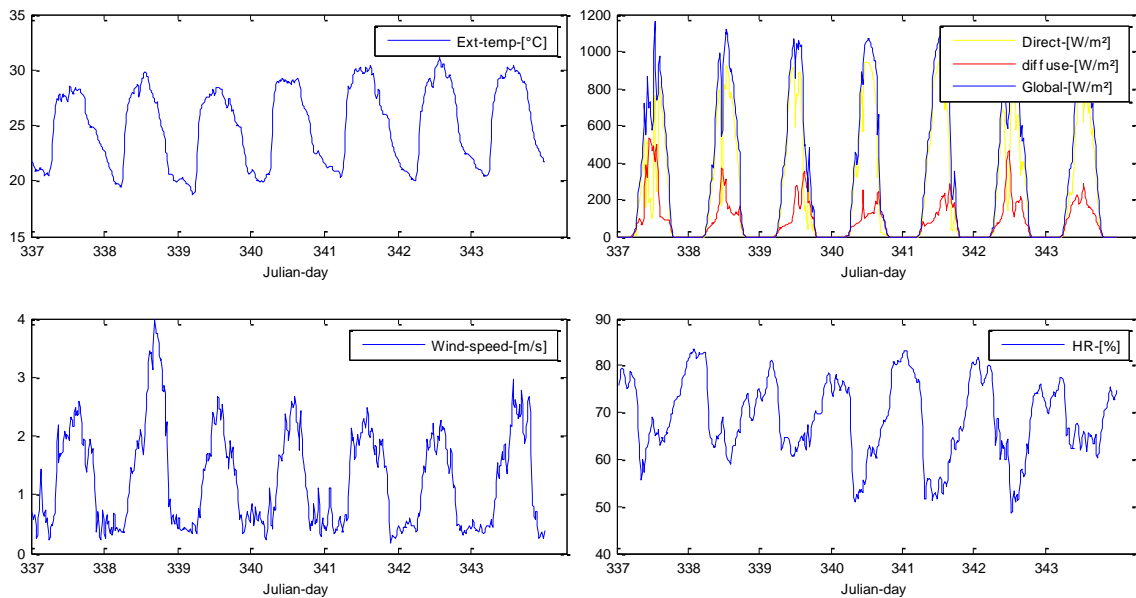 35
30
25
20
15
Ext-temp-[°C]
337 338 339 340 341 342 343
Julian-day
1200
1000
800
600
400
200
0
Direct-[W/m²]
diffuse-[W/m²]
Global-[W/m²]
337 338 339 340 341 342 343
Julian-day
4
3
2
1
0
Wind-speed-[m/s]
337 338 339 340 341 342 343
Julian-day
90
80
70
60
50
40
HR-[%]
337 338 339 340 341 342 343
Julian-day